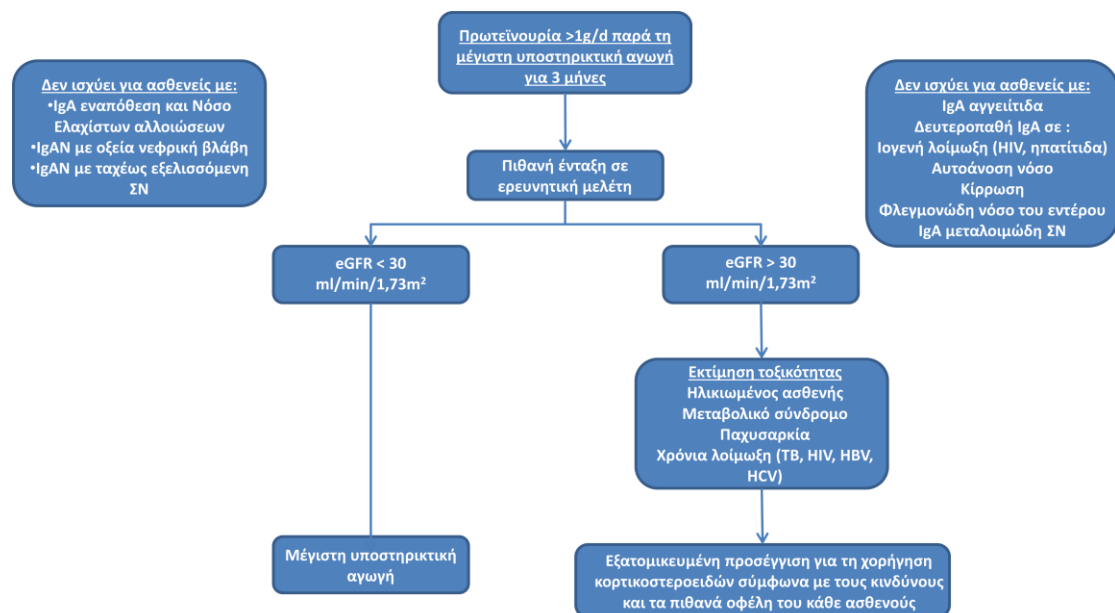 Πρωτεϊνουρία >1g/d παρά τη
μέγιστη υποστηρικτική αγωγή
για 3 μήνες
Δεν ισχύει για ασθενείς με:
•IgA εναπόθεση και Νόσο
Ελαχίστων αλλοιώσεων
•IgAN με οξεία νεφρική βλάβη
•IgAN με ταχέως εξελισσόμενη
ΣΝ
Δεν ισχύει για ασθενείς με:
IgA αγγειίτιδα
Δευτεροπαθή IgA σε :
Ιογενή λοίμωξη (HIV, ηπατίτιδα)
Αυτοάνοση νόσο
Κίρρωση
Φλεγμονώδη νόσο του εντέρου
IgA μεταλοιμώδη ΣΝ
Πιθανή ένταξη σε
ερευνητική μελέτη
eGFR < 30
ml/min/1,73m²
eGFR > 30
ml/min/1,73m²
Εκτίμηση τοξικότητας
Ηλικιωμένος ασθενής
Μεταβολικό σύνδρομο
Παχυσαρκία
Χρόνια λοίμωξη (TB, HIV, HBV,
HCV)
Μέγιστη υποστηρικτική
αγωγή
Εξατομικευμένη προσέγγιση για τη χορήγηση
κορτικοστεροειδών σύμφωνα με τους κινδύνους
και τα πιθανά οφέλη του κάθε ασθενούς